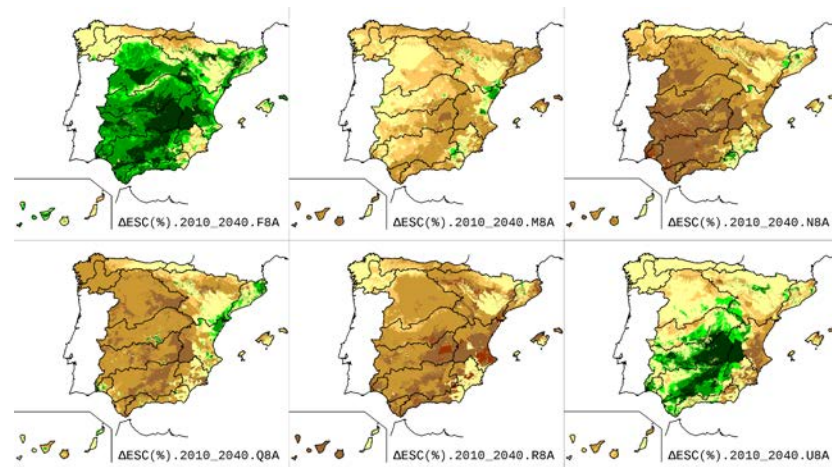 ΔESC(%).2010_2040.F8A
ΔESC(%).2010_2040.M8A
ΔESC(%).2010_2040.N8A
ΔESC(%).2010_2040.Q8A
ΔESC(%).2010_2040.R8A
ΔESC(%).2010_2040.U8A